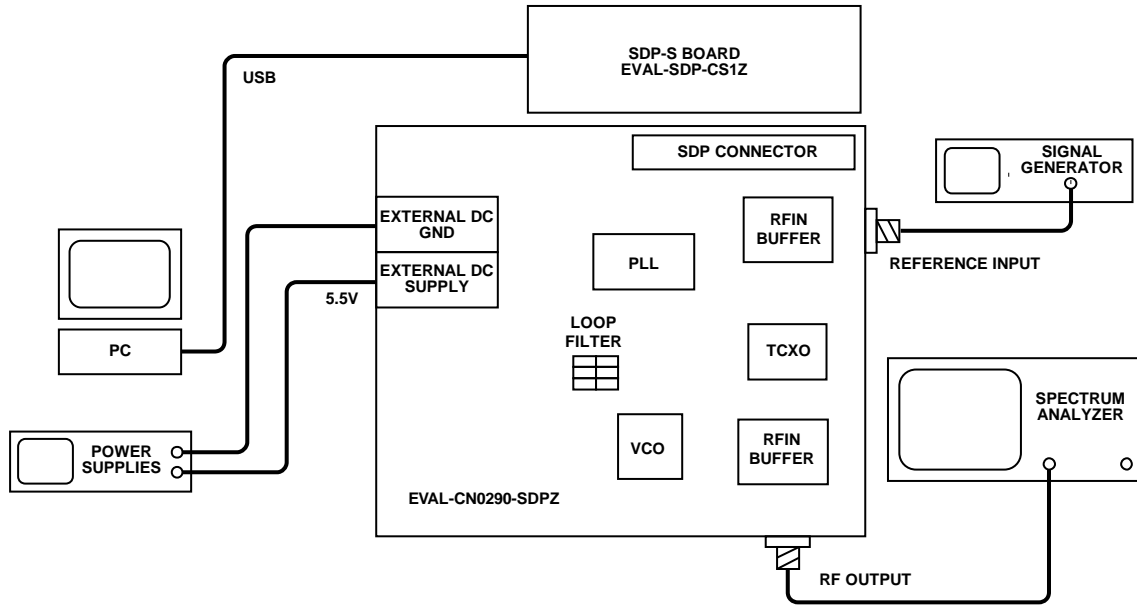 SDP-S BOARD
EVAL-SDP-CS1Z
USB
SDP CONNECTOR
SIGNAL
GENERATOR
EXTERNAL DC
GND
RFIN
BUFFER
PLL
REFERENCE INPUT
EXTERNAL DC
SUPPLY
5.5V
LOOP
FILTER
TCXO
PC
SPECTRUM
ANALYZER
POWER
SUPPLIES
VCO
RFIN
BUFFER
EVAL-CN0290-SDPZ
RF OUTPUT